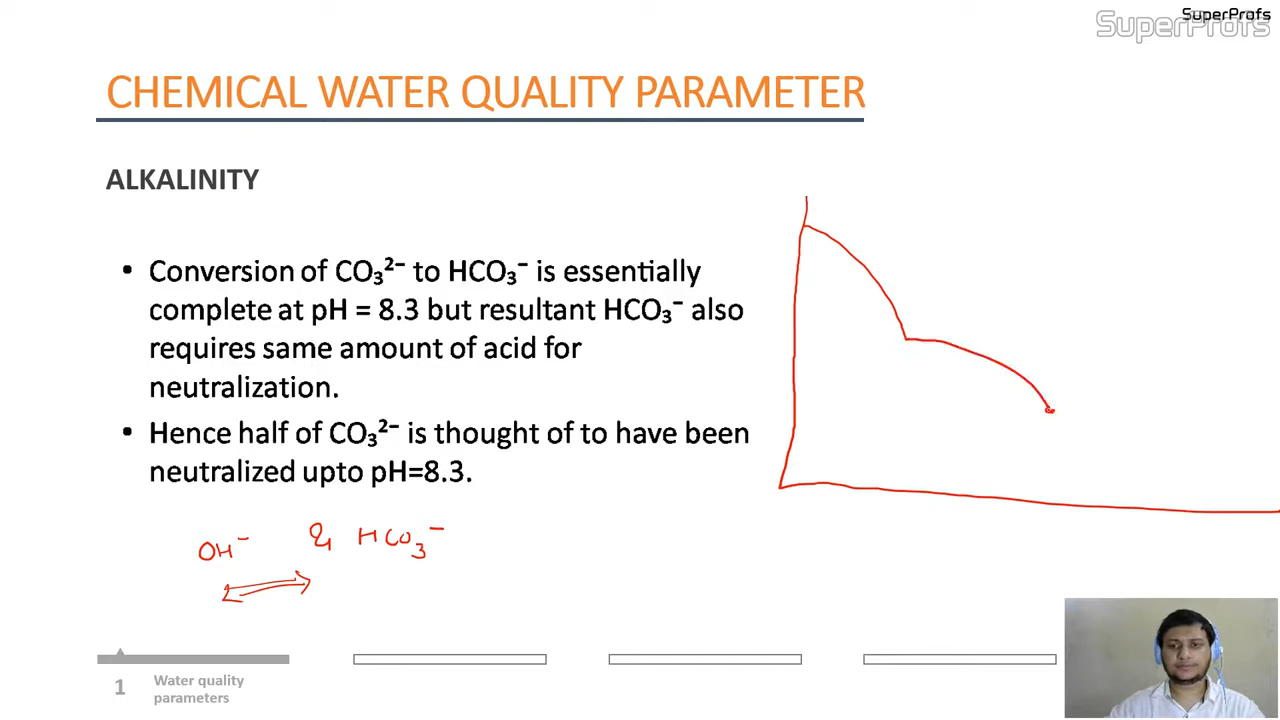 SuperProfs
SuperProfs
CHEMICAL WATER QUALITY PARAMETER
ALKALINITY
• Conversion of CO₃²⁻ to HCO₃⁻ is essentially
complete at pH = 8.3 but resultant HCO₃⁻ also
requires same amount of acid for
neutralization.
• Hence half of CO₃²⁻ is thought of to have been
neutralized upto pH=8.3.
OH⁻ & HCO₃⁻
1
Water quality
parameters